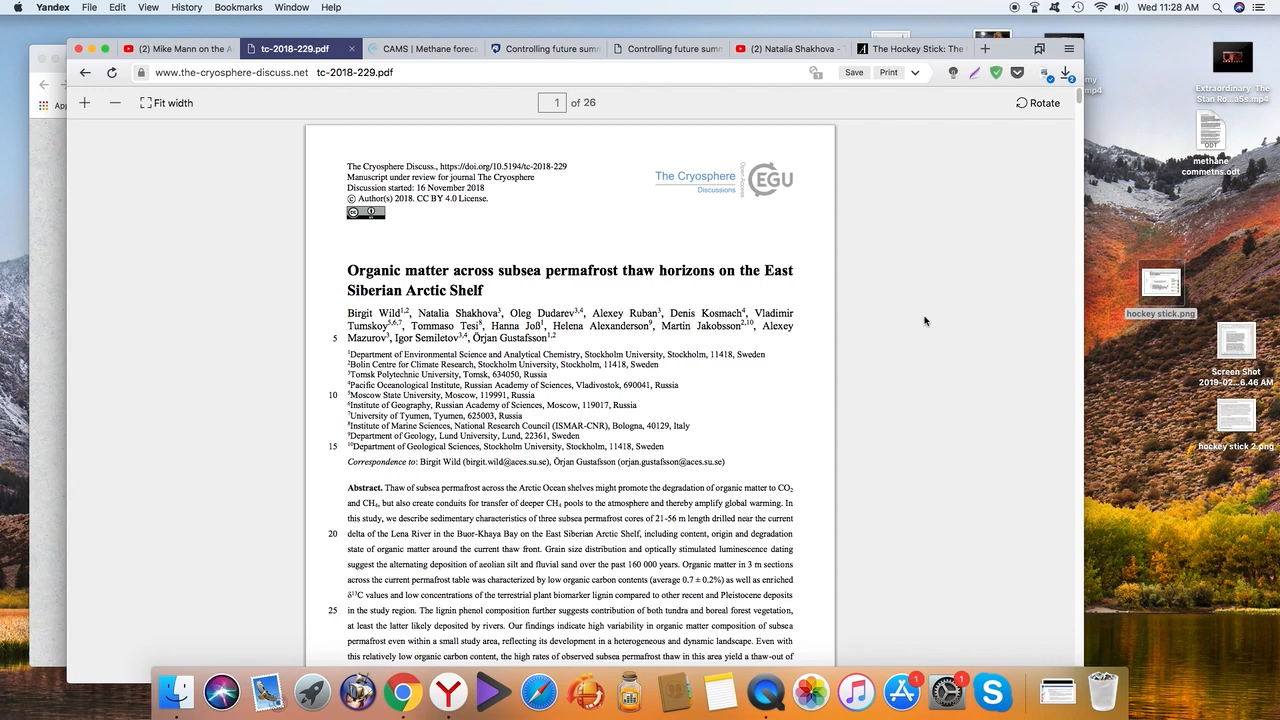 Yandex File Edit View History Bookmarks Window Help Wed 11:28 AM
(2) Mike Mann on the A
tc-2018-229.pdf
CAMS | Methane foreca
Controlling future summ
Controlling future summ
(2) Natalia Shakhova -
The Hockey Stick: The
www.the-cryosphere-discuss.net tc-2018-229.pdf Save Print
Fit width 1 of 26 Rotate
Ap
The Cryosphere Discuss., https://doi.org/10.5194/tc-2018-229
Manuscript under review for journal The Cryosphere
Discussion started: 16 November 2018
© Author(s) 2018. CC BY 4.0 License.
The Cryosphere
Discussions
Open Access
EGU
Organic matter across subsea permafrost thaw horizons on the East
Siberian Arctic Shelf
Birgit Wild1,2, Natalia Shakhova3, Oleg Dudarev3,4, Alexey Ruban3, Denis Kosmach4, Vladimir
Tumskoy5,6,7, Tommaso Tesi8, Hanna Joß1, Helena Alexanderson9, Martin Jakobsson2,10, Alexey
5 Mazurov3, Igor Semiletov3,4, Örjan Gustafsson1,2
1Department of Environmental Science and Analytical Chemistry, Stockholm University, Stockholm, 11418, Sweden
2Bolin Centre for Climate Research, Stockholm University, Stockholm, 11418, Sweden
3Tomsk Polytechnic University, Tomsk, 634050, Russia
4Pacific Oceanological Institute, Russian Academy of Sciences, Vladivostok, 690041, Russia
10 5Moscow State University, Moscow, 119991, Russia
6Institute of Geography, Russian Academy of Sciences, Moscow, 119017, Russia
7University of Tyumen, Tyumen, 625003, Russia
8Institute of Marine Sciences, National Research Council (ISMAR-CNR), Bologna, 40129, Italy
9Department of Geology, Lund University, Lund, 22361, Sweden
15 10Department of Geological Sciences, Stockholm University, Stockholm, 11418, Sweden
Correspondence to: Birgit Wild (birgit.wild@aces.su.se), Örjan Gustafsson (orjan.gustafsson@aces.su.se)
Abstract. Thaw of subsea permafrost across the Arctic Ocean shelves might promote the degradation of organic matter to CO2
and CH4, but also create conduits for transfer of deeper CH4 pools to the atmosphere and thereby amplify global warming. In
this study, we describe sedimentary characteristics of three subsea permafrost cores of 21-56 m length drilled near the current
20 delta of the Lena River in the Buor-Khaya Bay on the East Siberian Arctic Shelf, including content, origin and degradation
state of organic matter around the current thaw front. Grain size distribution and optically stimulated luminescence dating
suggest the alternating deposition of aeolian silt and fluvial sand over the past 160 000 years. Organic matter in 3 m sections
across the current permafrost table was characterized by low organic carbon contents (average 0.7 ± 0.2%) as well as enriched
δ13C values and low concentrations of the terrestrial plant biomarker lignin compared to other recent and Pleistocene deposits
25 in the study region. The lignin phenol composition further suggests contribution of both tundra and boreal forest vegetation,
at least the latter likely deposited by rivers. Our findings indicate high variability in organic matter composition of subsea
permafrost even within a small study area, reflecting its development in a heterogeneous and dynamic landscape. Even with
this relatively low organic carbon content, the high rates of observed subsea permafrost thaw in this area yield a thaw-out of
my
mp4
Extraordinary The
Stan Ro...a5s.mp4
ODT
methane
commetns.odt
hockey stick.png
Screen Shot
2019-02...6.46 AM
hockey stick 2.png
2
1
1